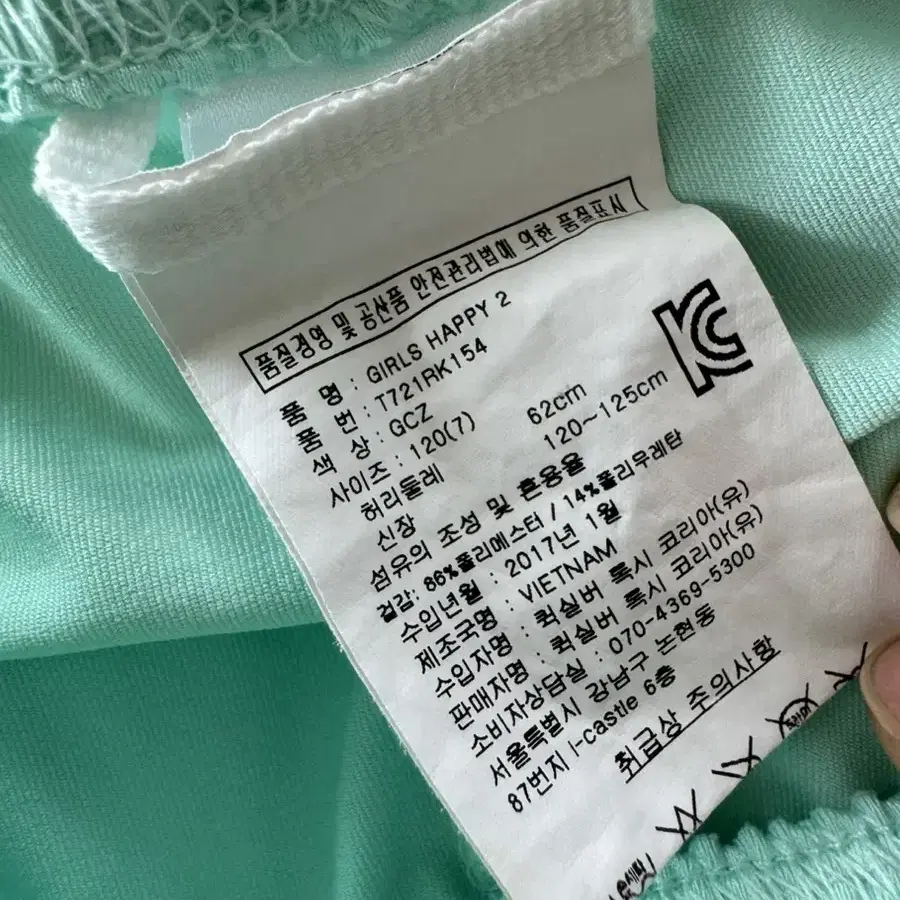 품질경영 및 공산품 안전관리법에 의한 품질표시
품 명 : GIRLS HAPPY 2
품 번 : T721RK154
색 상 : GCZ
사이즈 : 120(7)
허리둘레 62cm
신장 120~125cm
섬유의 조성 및 혼용율
겉감: 86%폴리에스터 / 14%폴리우레탄
수입년월 : 2017년 1월
제조국명 : VIETNAM
수입자명 : 퀵실버 록시 코리아(유)
판매자명 : 퀵실버 록시 코리아(유)
소비자상담실 : 070-4369-5300
서울특별시 강남구 논현동
87번지 i-castle 6층
취급상 주의사항